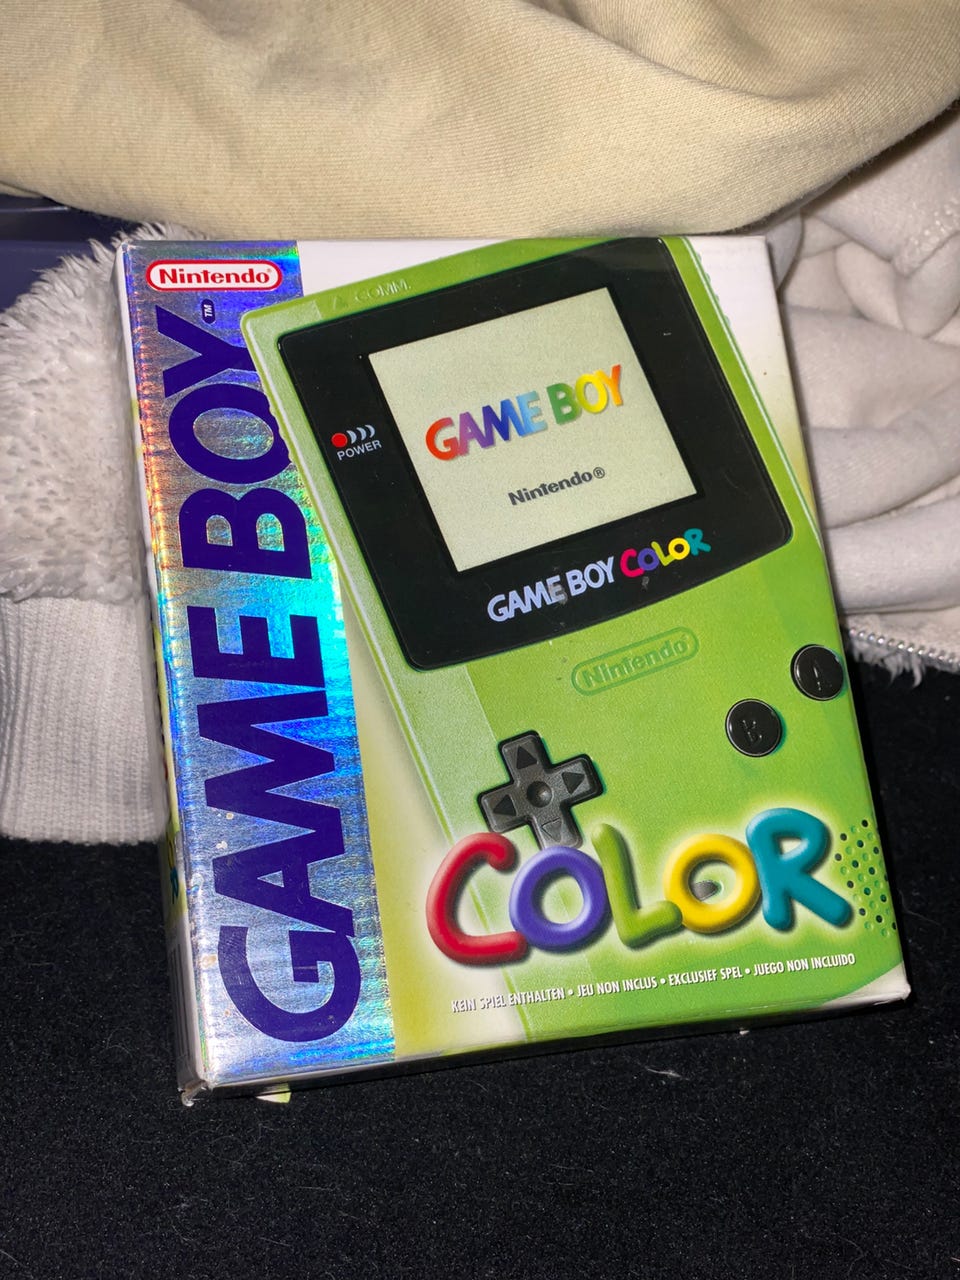 Nintendo®
GAME BOY™
COMM.
POWER
GAME BOY
Nintendo®
GAME BOY COLOR
Nintendo
A
B
COLOR
KEIN SPIEL ENTHALTEN • JEU NON INCLUS • EXCLUSIEF SPEL • JUEGO NON INCLUIDO